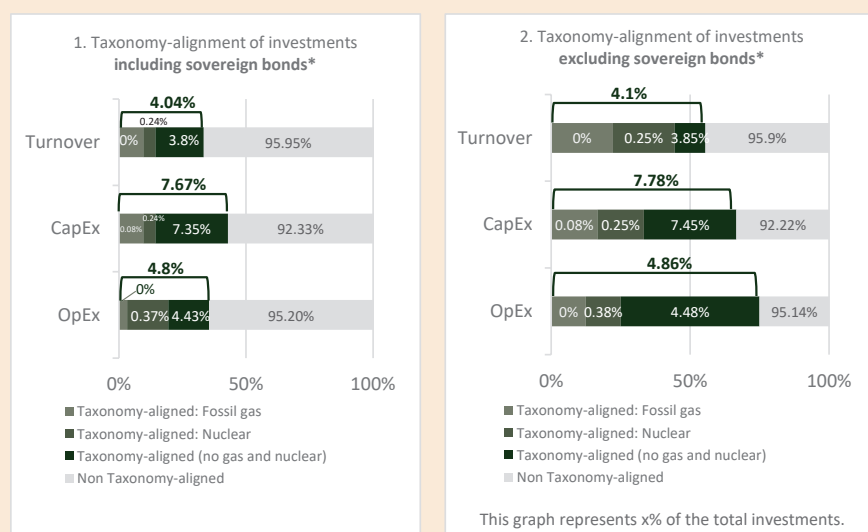 1. Taxonomy-alignment of investments
including sovereign bonds*
4.04%
0.24%
Turnover 0% 3.8% 95.95%
7.67%
0.24%
CapEx 0.08% 7.35% 92.33%
4.8%
0%
OpEx 0.37% 4.43% 95.20%
0% 50% 100%
Taxonomy-aligned: Fossil gas
Taxonomy-aligned: Nuclear
Taxonomy-aligned (no gas and nuclear)
Non Taxonomy-aligned
2. Taxonomy-alignment of investments
excluding sovereign bonds*
4.1%
Turnover 0% 0.25% 3.85% 95.9%
7.78%
CapEx 0.08% 0.25% 7.45% 92.22%
4.86%
OpEx 0% 0.38% 4.48% 95.14%
0% 50% 100%
Taxonomy-aligned: Fossil gas
Taxonomy-aligned: Nuclear
Taxonomy-aligned (no gas and nuclear)
Non Taxonomy-aligned
This graph represents x% of the total investments.